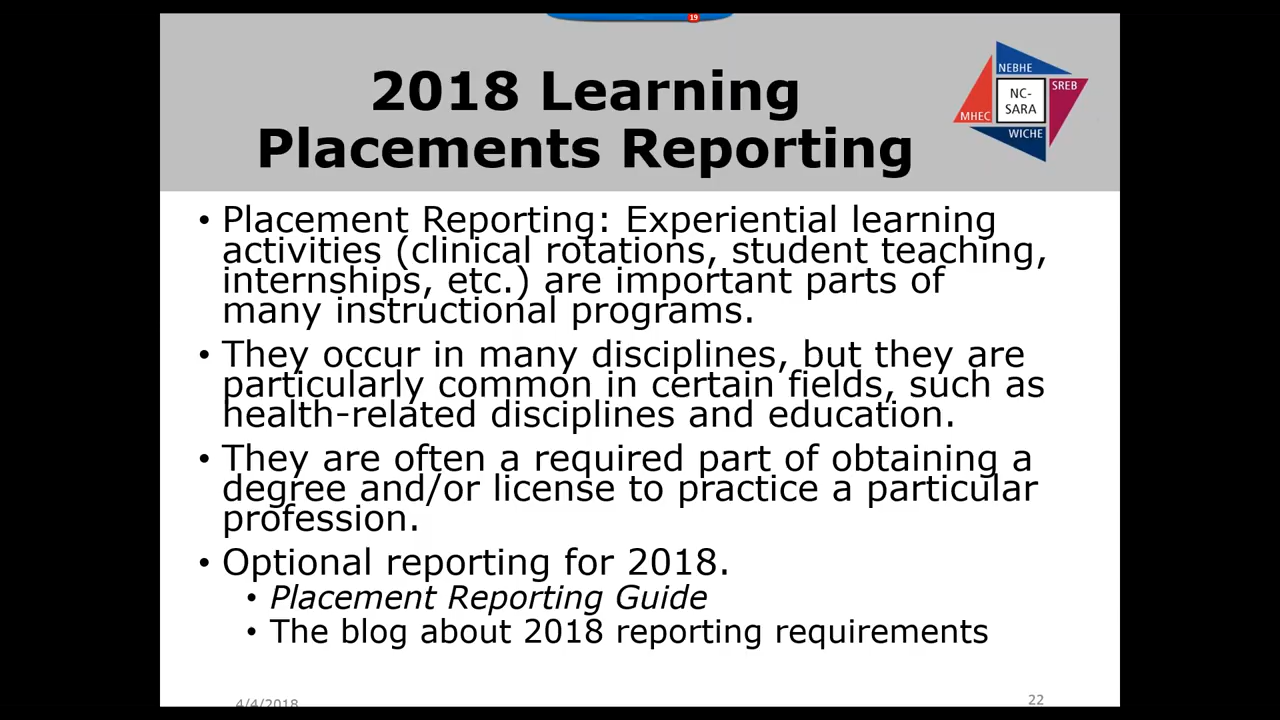 19
2018 Learning
Placements Reporting
NEBHE
SREB
NC-
SARA
MHEC
WICHE
• Placement Reporting: Experiential learning
activities (clinical rotations, student teaching,
internships, etc.) are important parts of
many instructional programs.
• They occur in many disciplines, but they are
particularly common in certain fields, such as
health-related disciplines and education.
• They are often a required part of obtaining a
degree and/or license to practice a particular
profession.
• Optional reporting for 2018.
• Placement Reporting Guide
• The blog about 2018 reporting requirements
4/4/2018
22